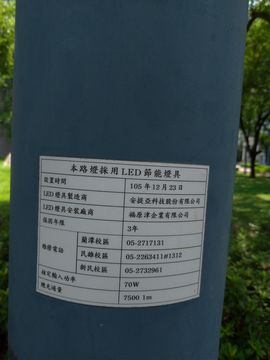 本路燈採用LED節能燈具
設置時間 105年12月23日
LED燈具製造商 安提亞科技股份有限公司
LED燈具安裝廠商 福原津企業有限公司
保固年限 3年
維修電話 蘭潭校區 05-2717131
民雄校區 05-2263411#1312
新民校區 05-2732961
核定輸入功率 70W
總光通量 7500 lm